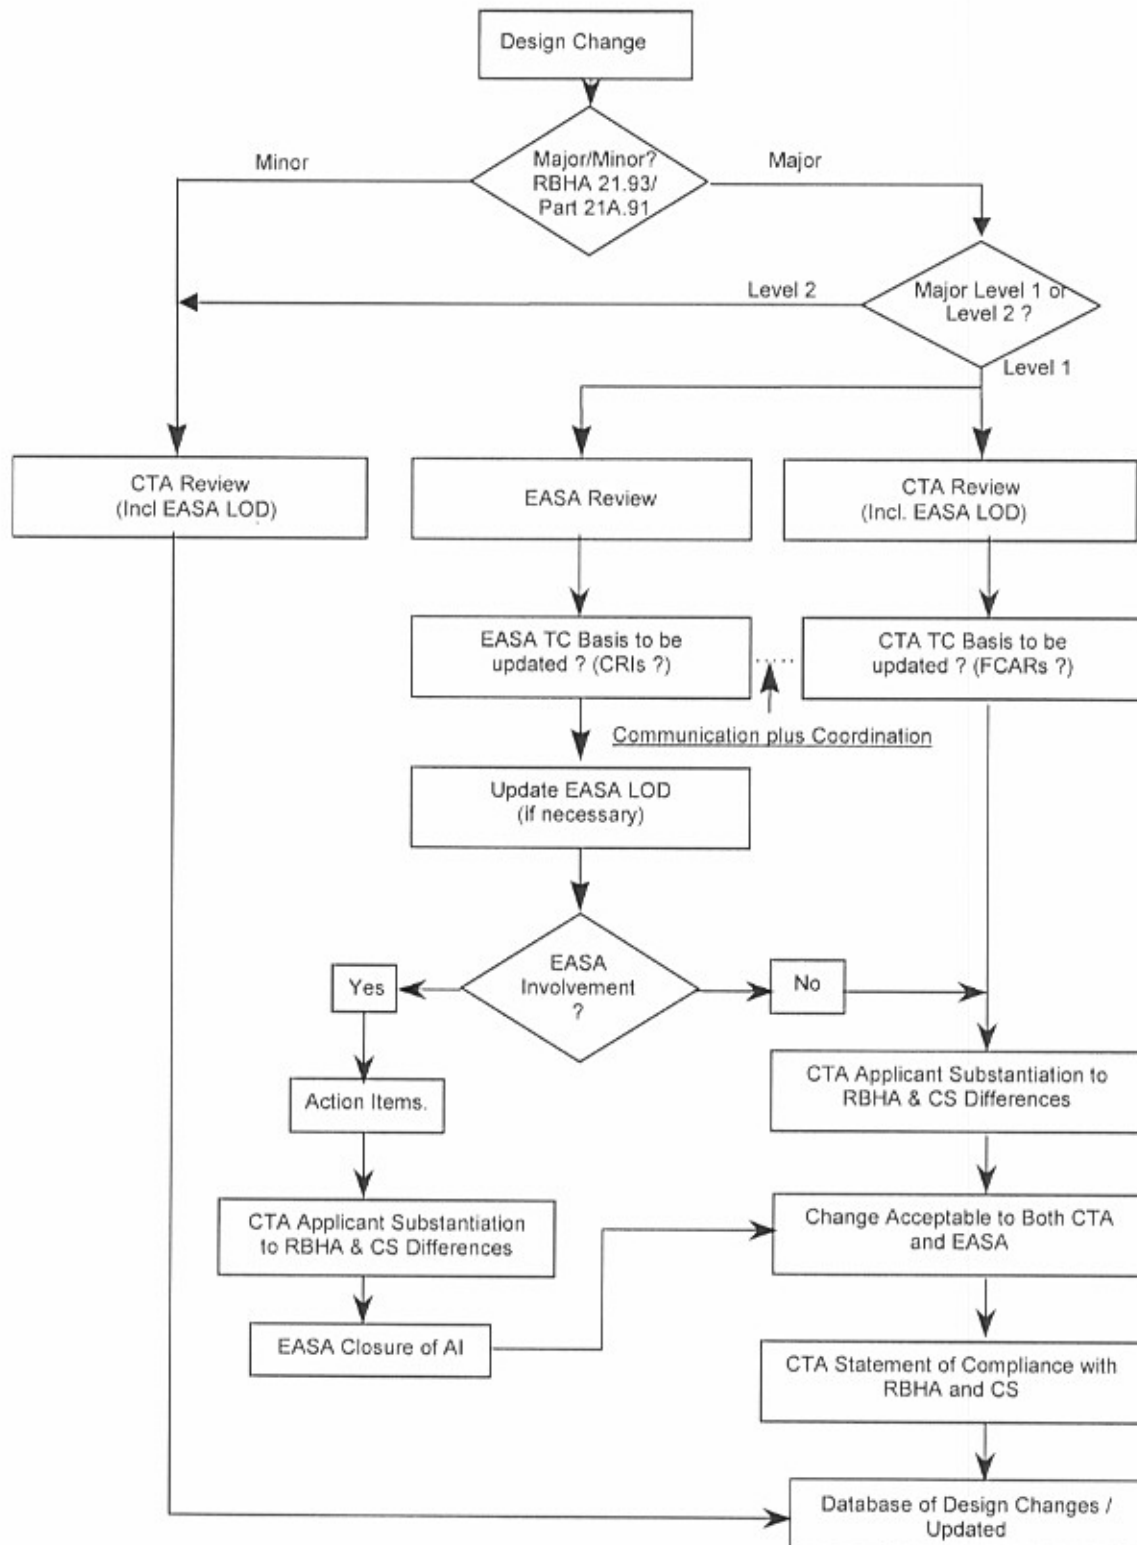 Design Change
Major/Minor?
RBHA 21.93/
Part 21A.91
Minor
Major
Major Level 1 or
Level 2 ?
Level 2
Level 1
CTA Review
(Incl EASA LOD)
EASA Review
CTA Review
(Incl. EASA LOD)
EASA TC Basis to be
updated ? (CRIs ?)
CTA TC Basis to be
updated ? (FCARs ?)
Communication plus Coordination
Update EASA LOD
(if necessary)
EASA
Involvement
?
Yes
No
Action Items.
CTA Applicant Substantiation to
RBHA & CS Differences
CTA Applicant Substantiation
to RBHA & CS Differences
Change Acceptable to Both CTA
and EASA
EASA Closure of AI
CTA Statement of Compliance with
RBHA and CS
Database of Design Changes /
Updated